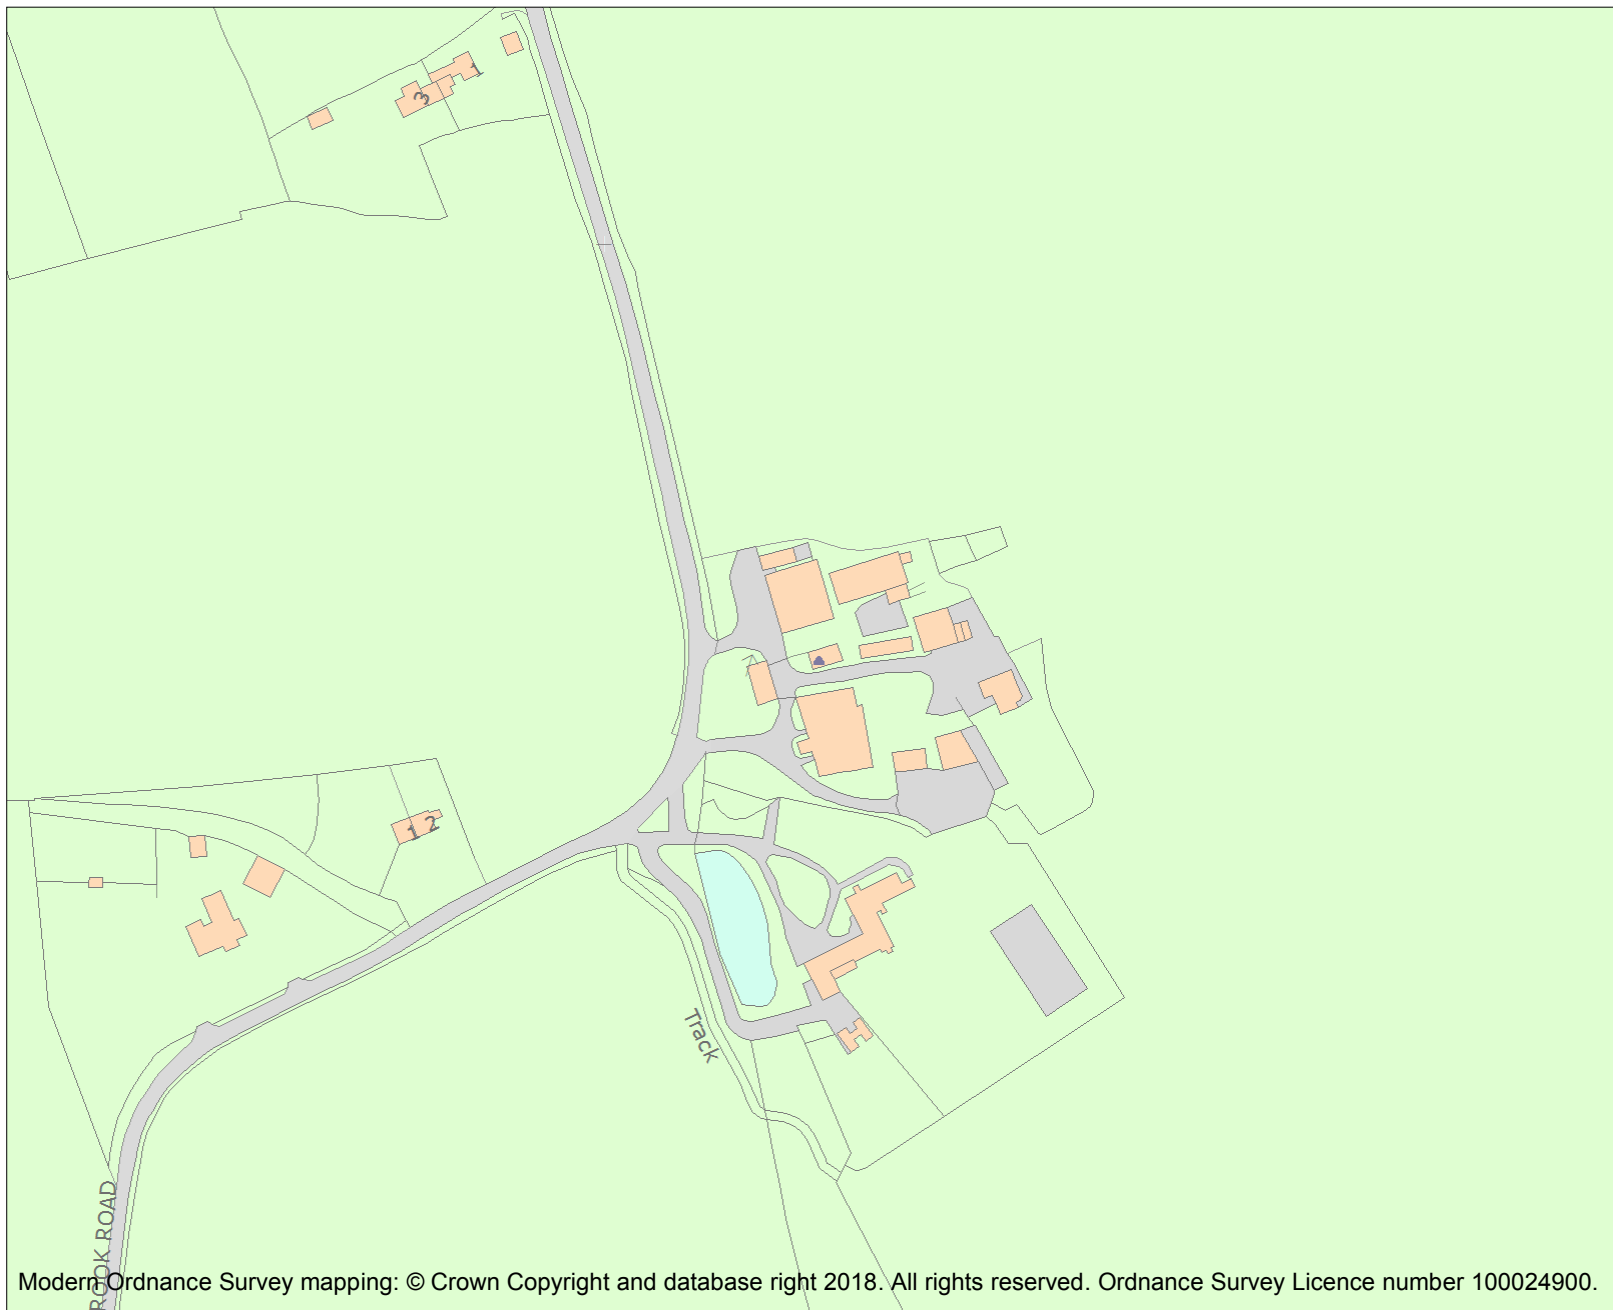 1
3
1 2
Track
ROOK ROAD
Modern Ordnance Survey mapping: © Crown Copyright and database right 2018. All rights reserved. Ordnance Survey Licence number 100024900.